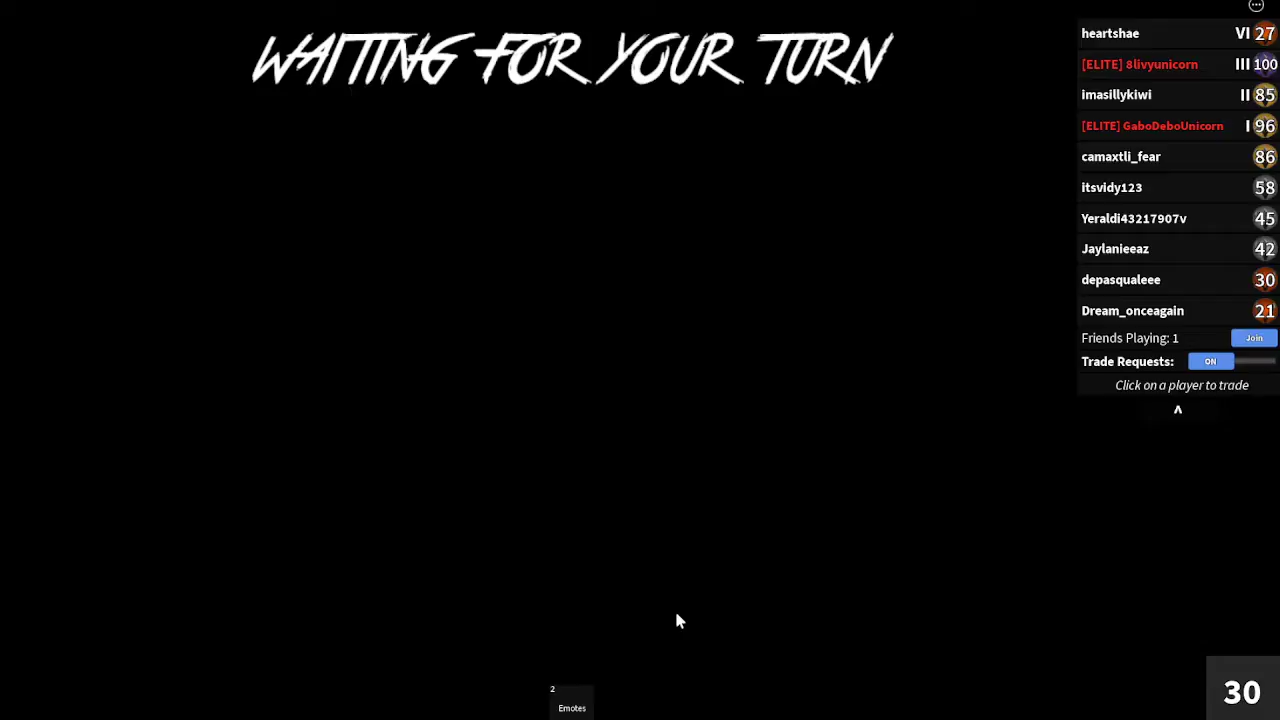 WAITING FOR YOUR TURN
heartshae VI 27
[ELITE] 8livyunicorn III 100
imasillykiwi II 85
[ELITE] GaboDeboUnicorn I 96
camaxtli_fear 86
itsvidy123 58
Yeraldi43217907v 45
Jaylanieeaz 42
depasqualeee 30
Dream_onceagain 21
Friends Playing: 1 Join
Trade Requests: ON
Click on a player to trade
2
Emotes
30